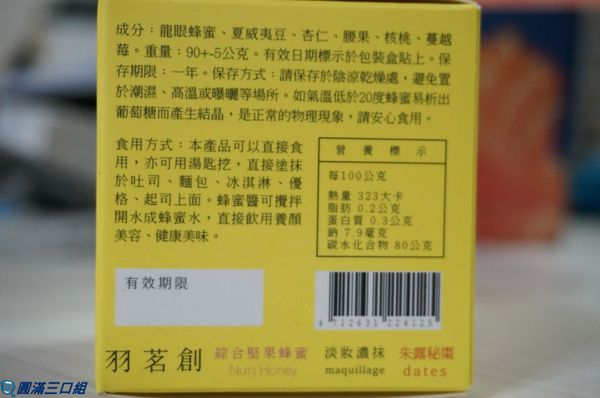 成分：龍眼蜂蜜、夏威夷豆、杏仁、腰果、核桃、蔓越
莓。重量：90+-5公克。有效日期標示於包裝盒貼上。保
存期限：一年。保存方式：請保存於陰涼乾燥處，避免置
於潮濕、高溫或曝曬等場所。如氣溫低於20度蜂蜜易析出
葡萄糖而產生結晶，是正常的物理現象，請安心食用。
食用方式：本產品可以直接食
用，亦可用湯匙挖，直接塗抹
於吐司、麵包、冰淇淋、優
格、起司上面。蜂蜜醬可攪拌
開水成蜂蜜水，直接飲用養顏
美容、健康美味。
營養標示
每100公克
熱量 323大卡
脂肪 0.2公克
蛋白質 0.3公克
鈉 7.9毫克
碳水化合物 80公克
有效期限
4 712631 224125
羽茗創
綜合堅果蜂蜜
Nuts Honey
淡妝濃抹
maquillage
朱露秘棗
dates
圓滿三口組